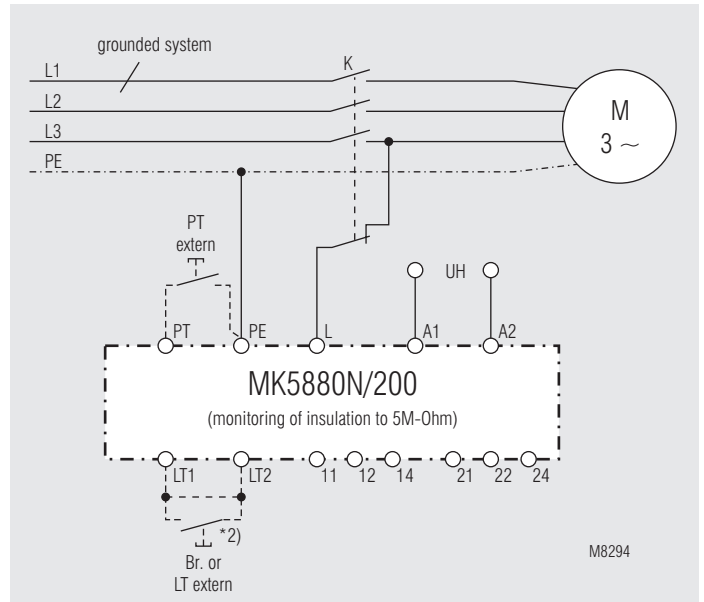 grounded system
L1
K
L2
M
3 ~
L3
PE
PT
extern
UH
PT
PE
L
A1
A2
MK5880N/200
(monitoring of insulation to 5M-Ohm)
LT1
LT2
11
12
14
21
22
24
*2)
Br. or
LT extern
M8294